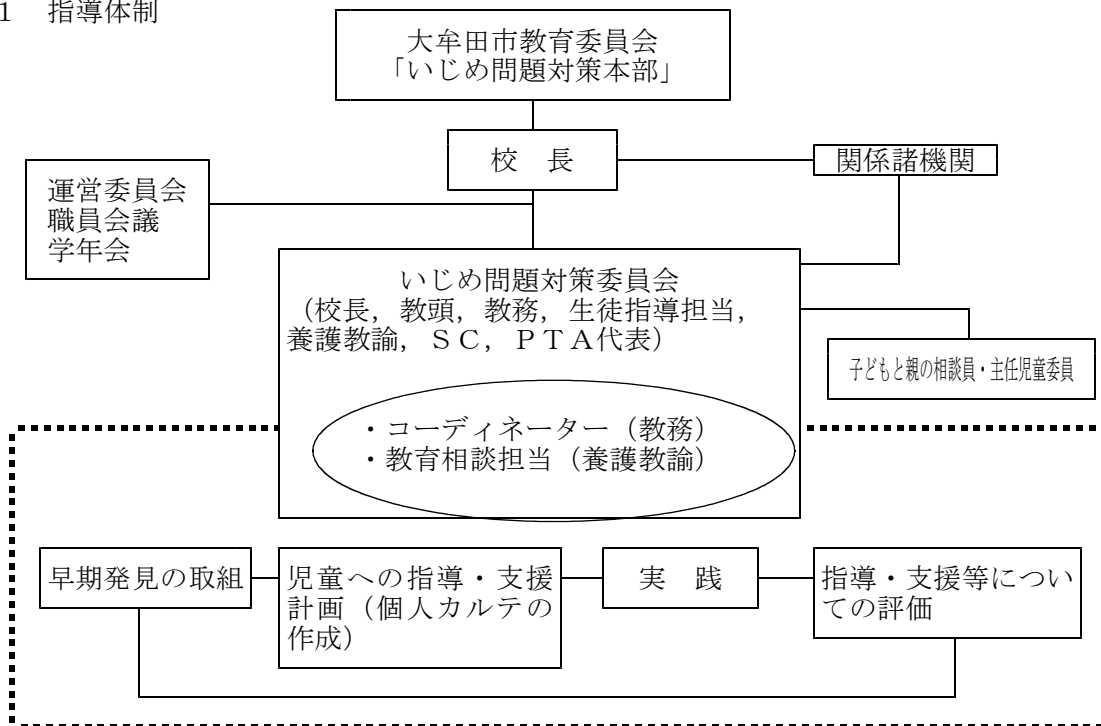 1 指導体制
大牟田市教育委員会
「いじめ問題対策本部」
校 長
関係諸機関
運営委員会
職員会議
学年会
いじめ問題対策委員会
(校長,教頭,教務,生徒指導担当,
養護教諭,SC,PTA代表)
子どもと親の相談員・主任児童委員
・コーディネーター(教務)
・教育相談担当(養護教諭)
早期発見の取組
児童への指導・支援
計画(個人カルテの
作成)
実 践
指導・支援等につい
ての評価